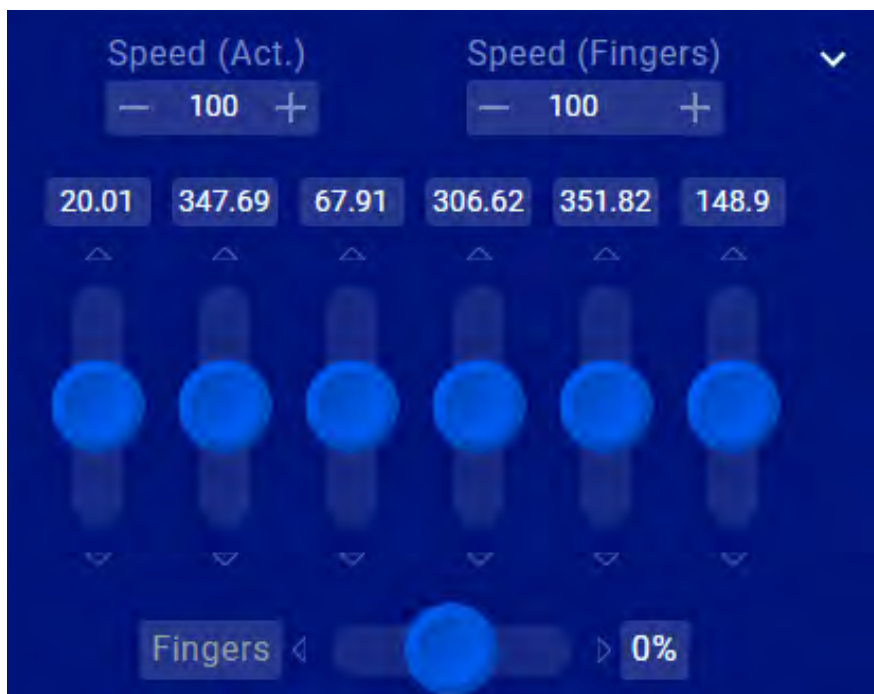 Speed (Act.) Speed (Fingers)
100 100
20.01 347.69 67.91 306.62 351.82 148.9
Fingers 0%